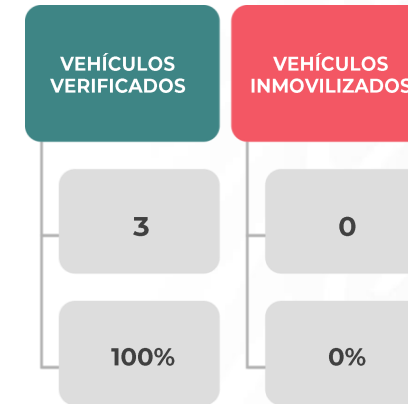 VEHÍCULOS
VERIFICADOS
3
100%
VEHÍCULOS
INMOVILIZADOS
0
0%